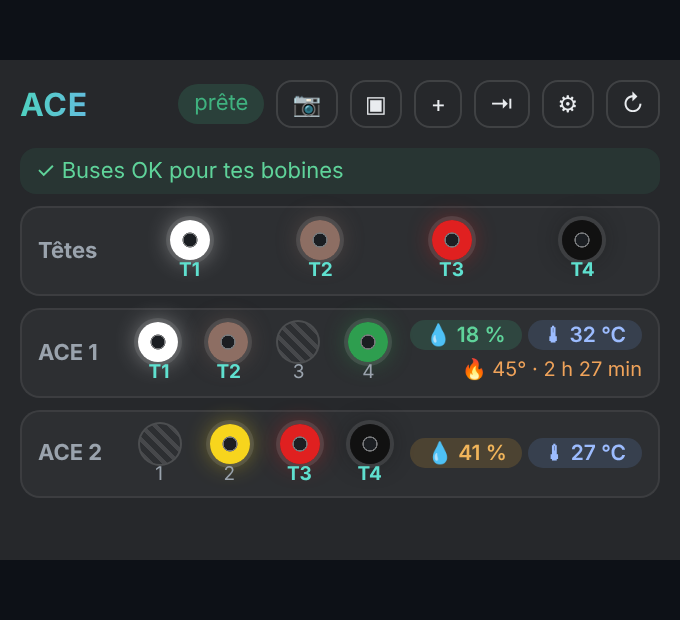 ACE
prête
+
✓ Buses OK pour tes bobines
Têtes
T1 T2 T3 T4
ACE 1
T1 T2 3 4
18 % 32 °C
45° · 2 h 27 min
ACE 2
1 2 T3 T4
41 % 27 °C